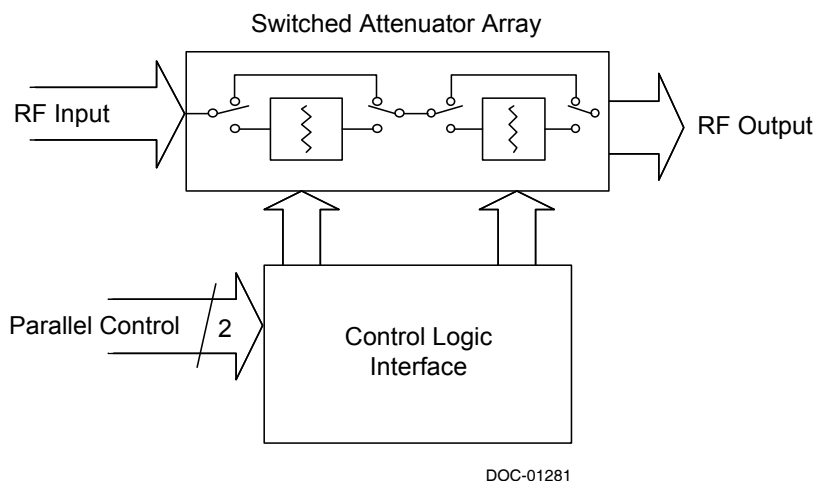 Switched Attenuator Array
RF Input
RF Output
Parallel Control
2
Control Logic
Interface
DOC-01281